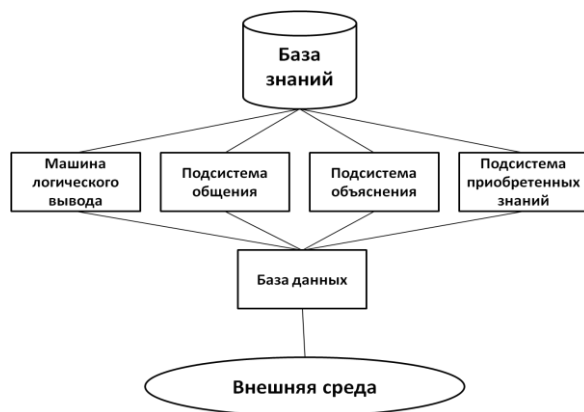 База
знаний
Машина
логического
вывода
Подсистема
общения
Подсистема
объяснения
Подсистема
приобретенных
знаний
База данных
Внешняя среда